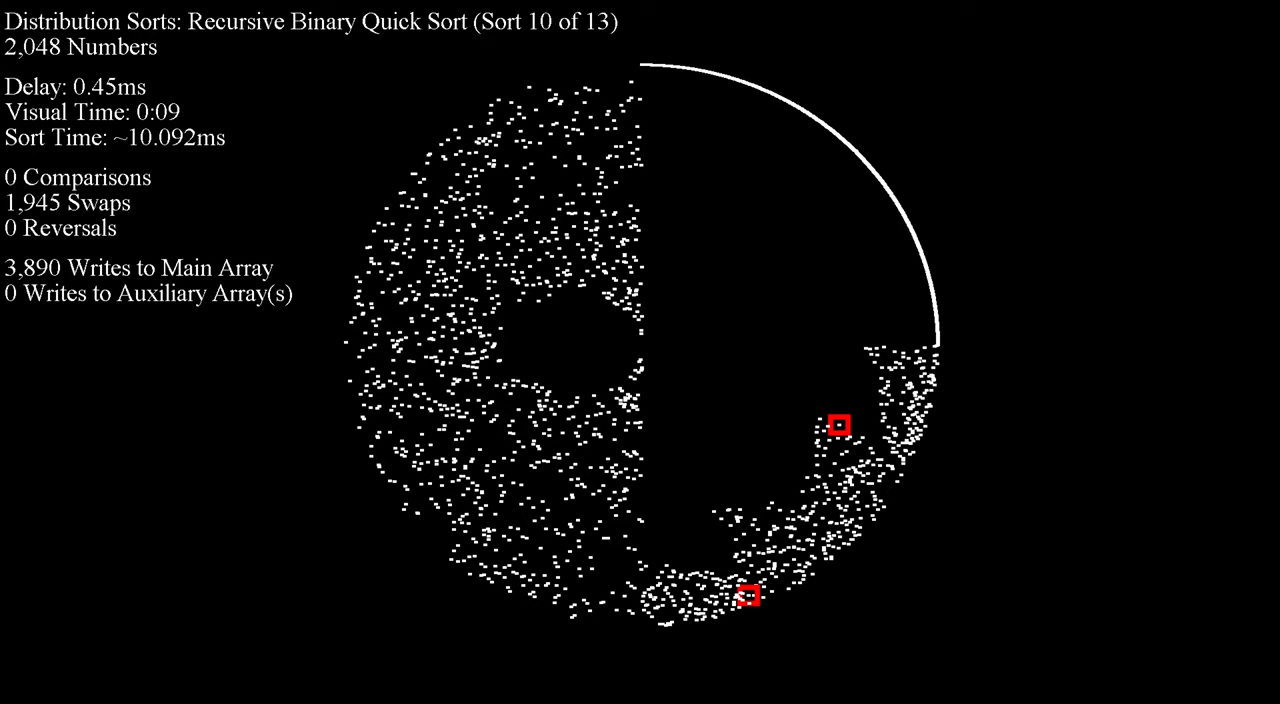 Distribution Sorts: Recursive Binary Quick Sort (Sort 10 of 13)
2,048 Numbers
Delay: 0.45ms
Visual Time: 0:09
Sort Time: ~10.092ms
0 Comparisons
1,945 Swaps
0 Reversals
3,890 Writes to Main Array
0 Writes to Auxiliary Array(s)